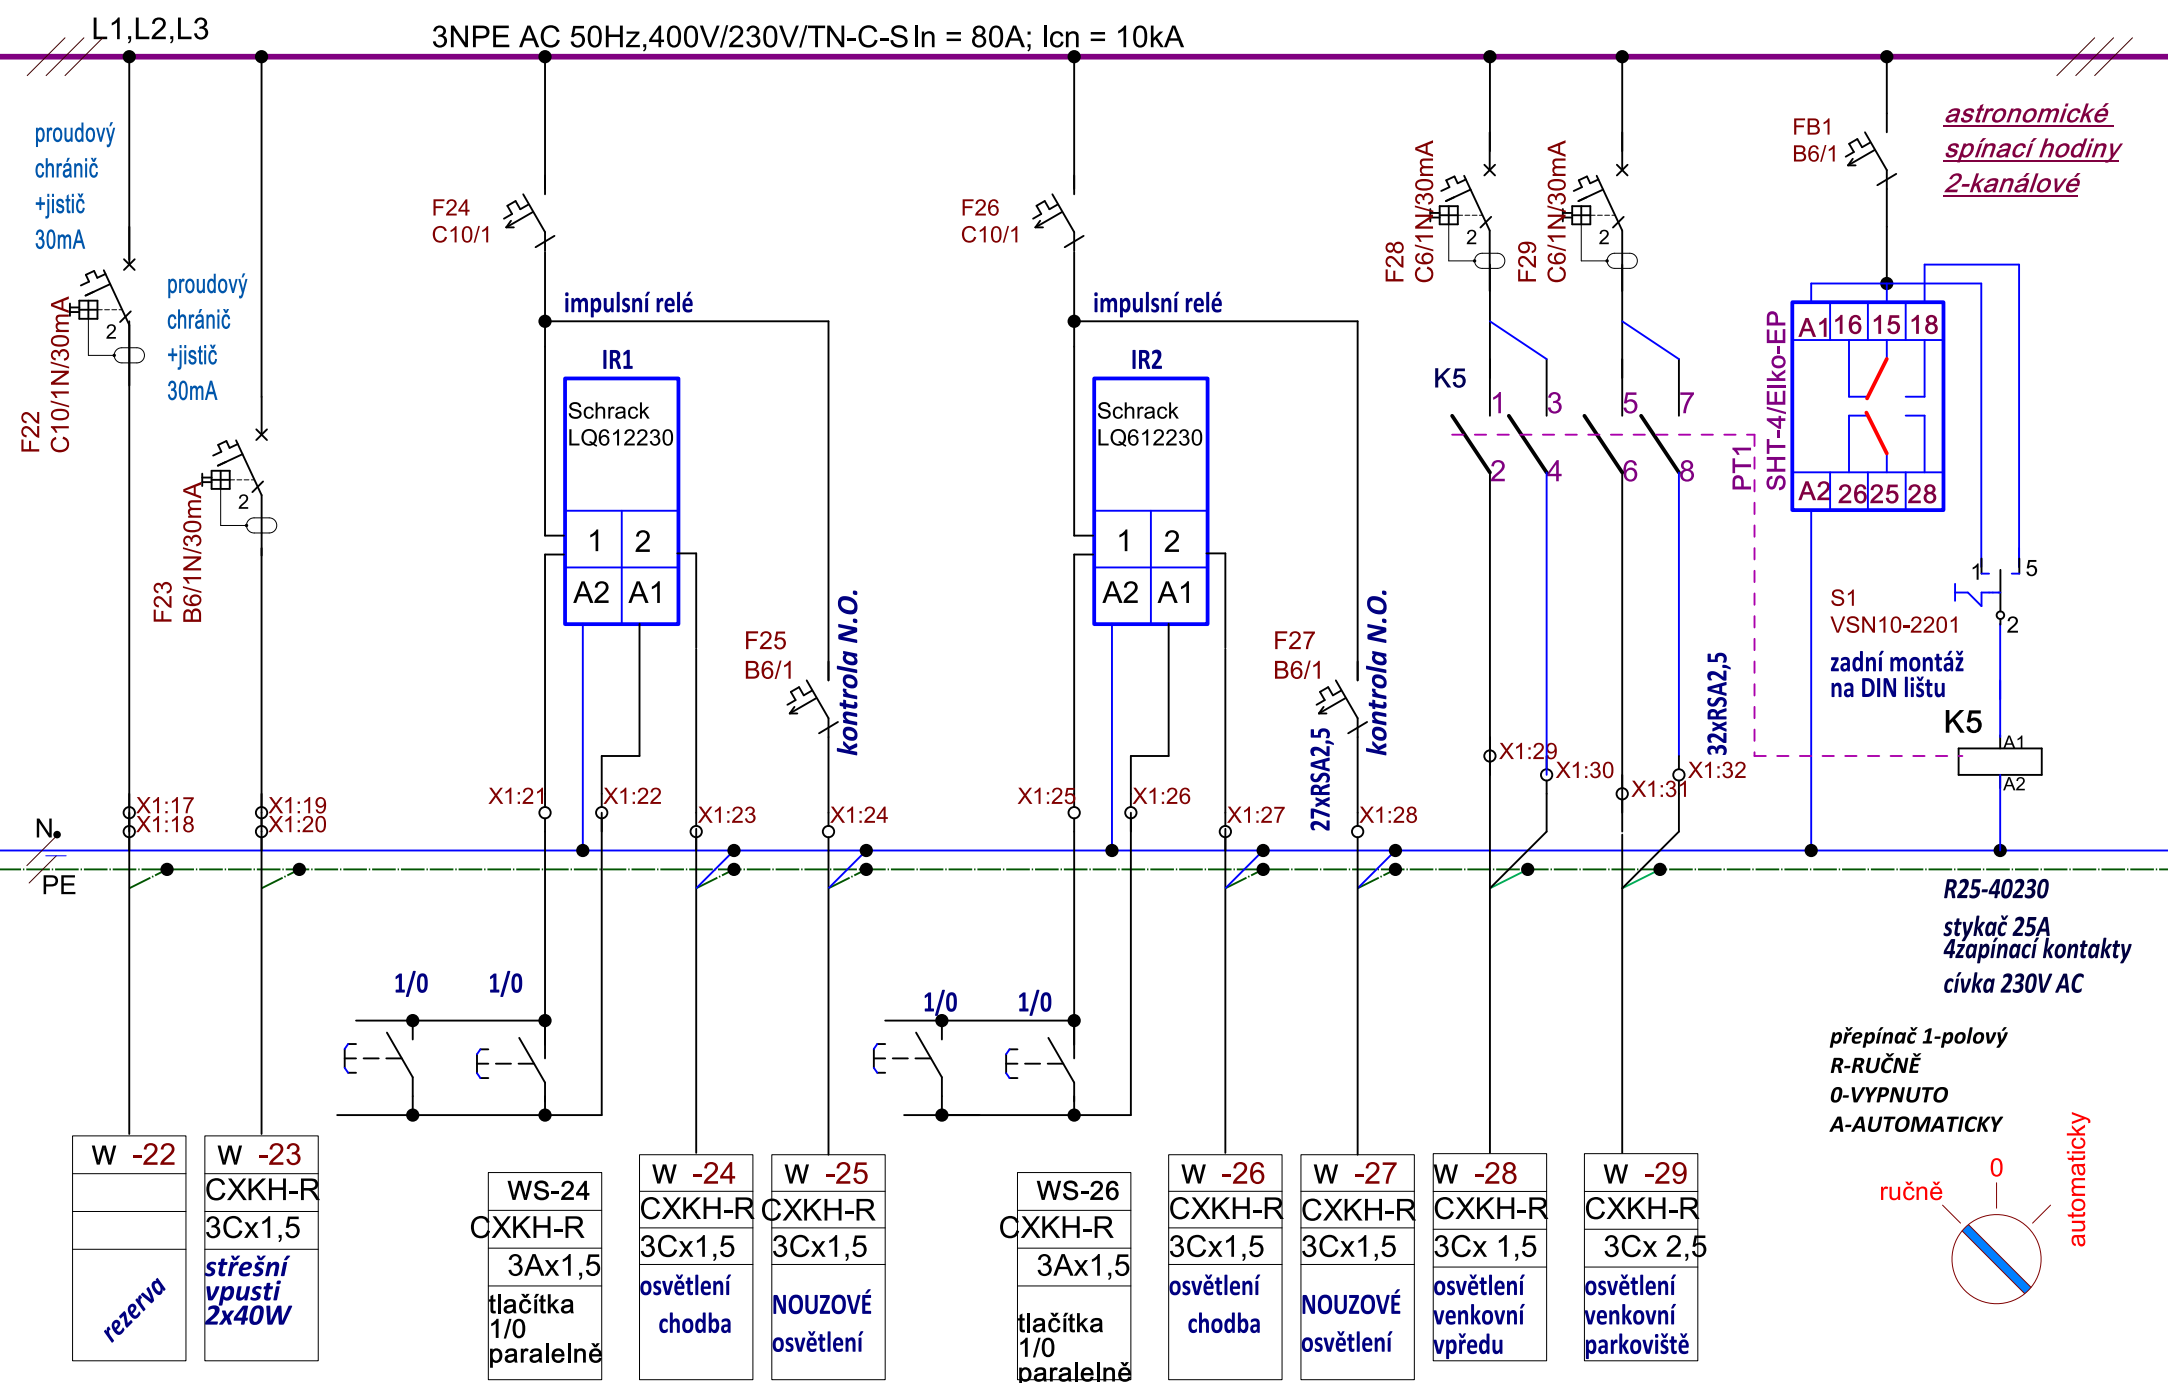 L1,L2,L3
3NPE AC 50Hz,400V/230V/TN-C-S In = 80A; Icn = 10kA
proudový
chránič
+jistič
30mA
F22
C10/1N/30mA
2
proudový
chránič
+jistič
30mA
F23
B6/1N/30mA
2
F24
C10/1
impulsní relé
IR1
Schrack
LQ612230
1 2
A2 A1
F25
B6/1
kontrola N.O.
F26
C10/1
impulsní relé
IR2
Schrack
LQ612230
1 2
A2 A1
F27
B6/1
kontrola N.O.
27xRSA2,5
F28
C6/1N/30mA
2
F29
C6/1N/30mA
2
K5
1 3 5 7
2 4 6 8
32xRSA2,5
FB1
B6/1
astronomické
spínací hodiny
2-kanálové
PT1
SHT-4/Elko-EP
A1 16 15 18
A2 26 25 28
1 5
S1
VSN10-2201
2
zadní montáž
na DIN lištu
K5
A1
A2
X1:17
X1:18
X1:19
X1:20
X1:21
X1:22
X1:23
X1:24
X1:25
X1:26
X1:27
X1:28
X1:29
X1:30
X1:31
X1:32
N
PE
R25-40230
stykač 25A
4zapínací kontakty
cívka 230V AC
1/0 1/0
1/0 1/0
přepínač 1-polový
R-RUČNĚ
0-VYPNUTO
A-AUTOMATICKY
ručně
0
automaticky
W -22
rezerva
W -23
CXKH-R
3Cx1,5
střešní
vpusti
2x40W
WS-24
CXKH-R
3Ax1,5
tlačítka
1/0
paralelně
W -24
CXKH-R
3Cx1,5
osvětlení
chodba
W -25
CXKH-R
3Cx1,5
NOUZOVÉ
osvětlení
WS-26
CXKH-R
3Ax1,5
tlačítka
1/0
paralelně
W -26
CXKH-R
3Cx1,5
osvětlení
chodba
W -27
CXKH-R
3Cx1,5
NOUZOVÉ
osvětlení
W -28
CXKH-R
3Cx 1,5
osvětlení
venkovní
vpředu
W -29
CXKH-R
3Cx 2,5
osvětlení
venkovní
parkoviště